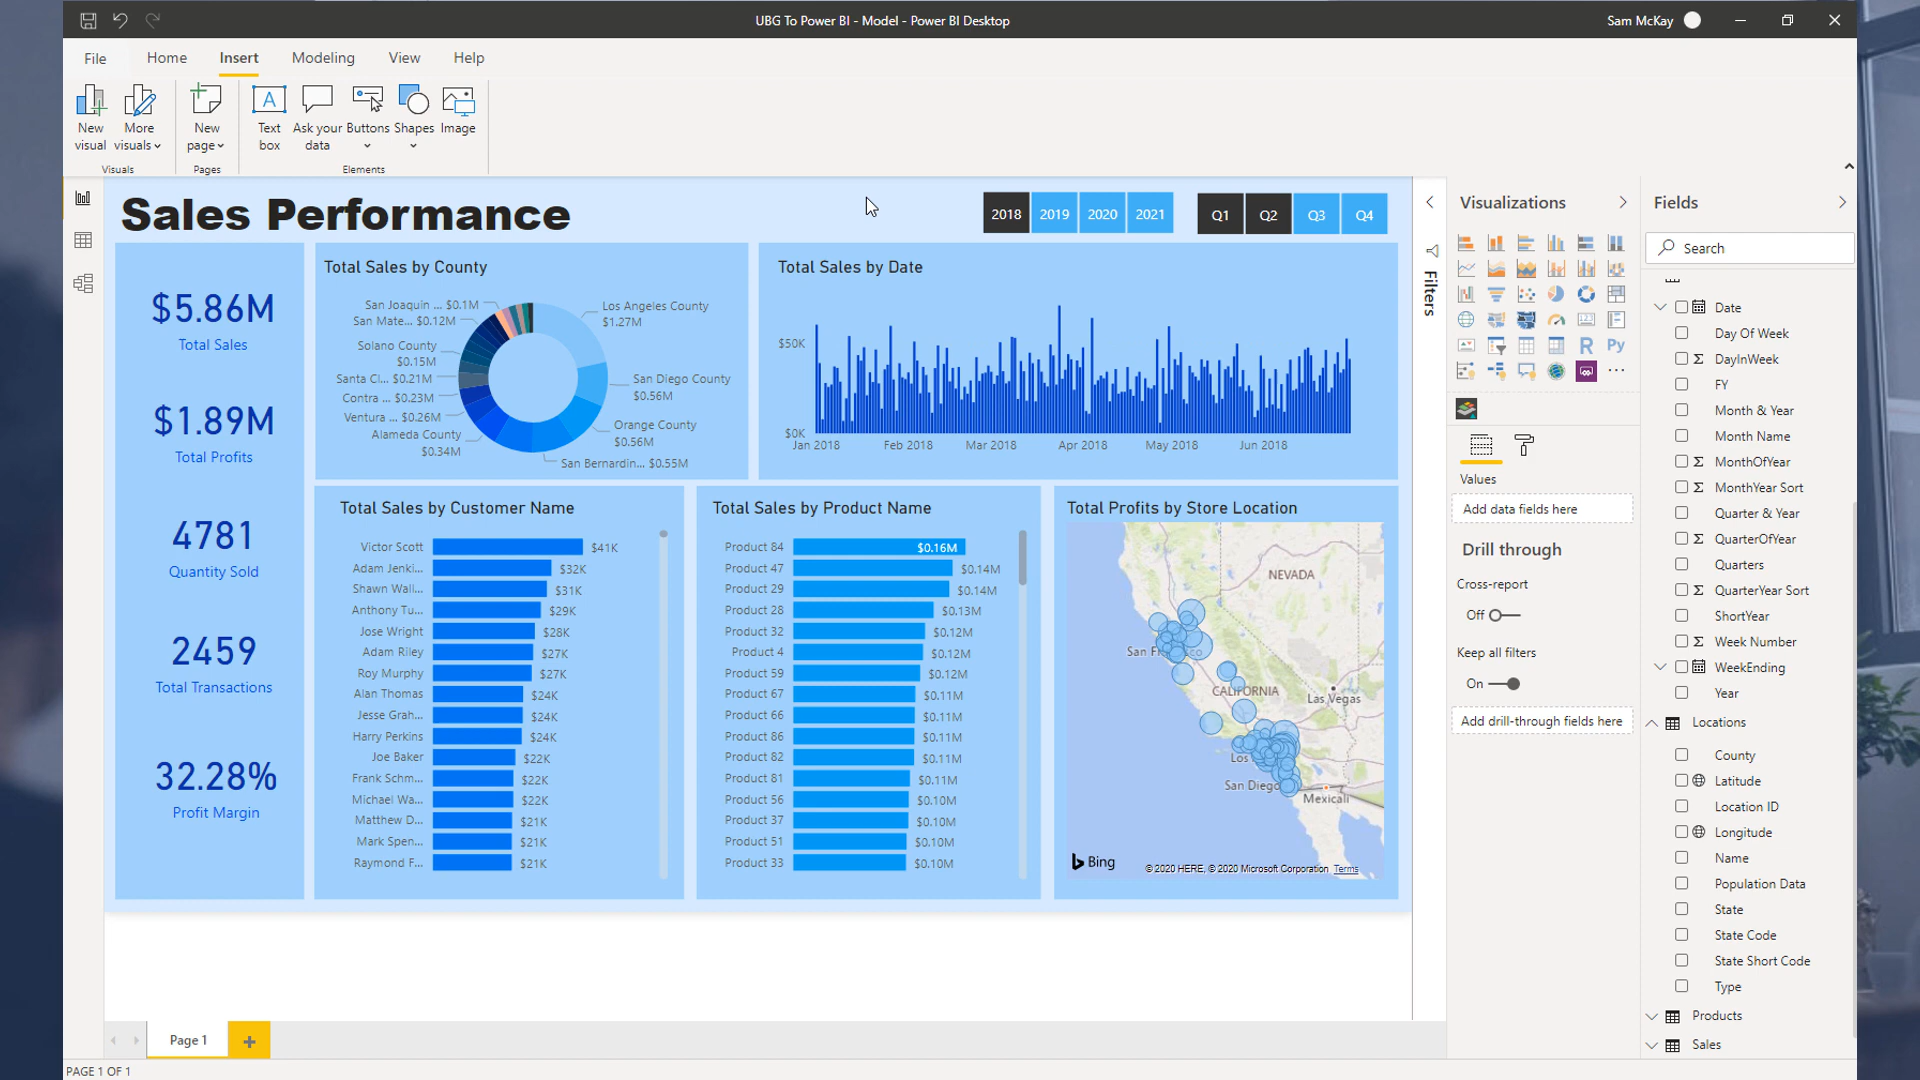 UBG To Power BI - Model - Power BI Desktop
Sam McKay
File
Home
Insert
Modeling
View
Help
New
visual
More
visuals
New
page
Text
box
Ask your
data
Buttons
Shapes
Image
Visuals
Pages
Elements
Sales Performance
2018
2019
2020
2021
Q1
Q2
Q3
Q4
$5.86M
Total Sales
$1.89M
Total Profits
4781
Quantity Sold
2459
Total Transactions
32.28%
Profit Margin
Total Sales by County
San Joaquin ... $0.1M
San Mate... $0.12M
Solano County
$0.15M
Santa Cl... $0.21M
Contra ... $0.23M
Ventura ... $0.26M
Alameda County
$0.34M
Los Angeles County
$1.27M
San Diego County
$0.56M
Orange County
$0.56M
San Bernardin... $0.55M
Total Sales by Date
$50K
$0K
Jan 2018
Feb 2018
Mar 2018
Apr 2018
May 2018
Jun 2018
Total Sales by Customer Name
Victor Scott $41K
Adam Jenki... $32K
Shawn Wall... $31K
Anthony Tu... $29K
Jose Wright $28K
Adam Riley $27K
Roy Murphy $27K
Alan Thomas $24K
Jesse Grah... $24K
Harry Perkins $24K
Joe Baker $22K
Frank Schm... $22K
Michael Wa... $22K
Matthew D... $21K
Mark Spen... $21K
Raymond F... $21K
Total Sales by Product Name
Product 84 $0.16M
Product 47 $0.14M
Product 29 $0.14M
Product 28 $0.13M
Product 32 $0.12M
Product 4 $0.12M
Product 59 $0.12M
Product 67 $0.11M
Product 66 $0.11M
Product 86 $0.11M
Product 82 $0.11M
Product 81 $0.11M
Product 56 $0.10M
Product 37 $0.10M
Product 51 $0.10M
Product 33 $0.10M
Total Profits by Store Location
NEVADA
San
CALIFORNIA
Las Vegas
Los
San Diego
Mexicali
Bing
© 2020 HERE, © 2020 Microsoft Corporation Terms
Filters
Visualizations
R
Py
Values
Add data fields here
Drill through
Cross-report
Off
Keep all filters
On
Add drill-through fields here
Fields
Search
Date
Day Of Week
DayInWeek
FY
Month & Year
Month Name
MonthOfYear
MonthYear Sort
Quarter & Year
QuarterOfYear
Quarters
QuarterYear Sort
ShortYear
Week Number
WeekEnding
Year
Locations
County
Latitude
Location ID
Longitude
Name
Population Data
State
State Code
State Short Code
Type
Products
Sales
Page 1
PAGE 1 OF 1